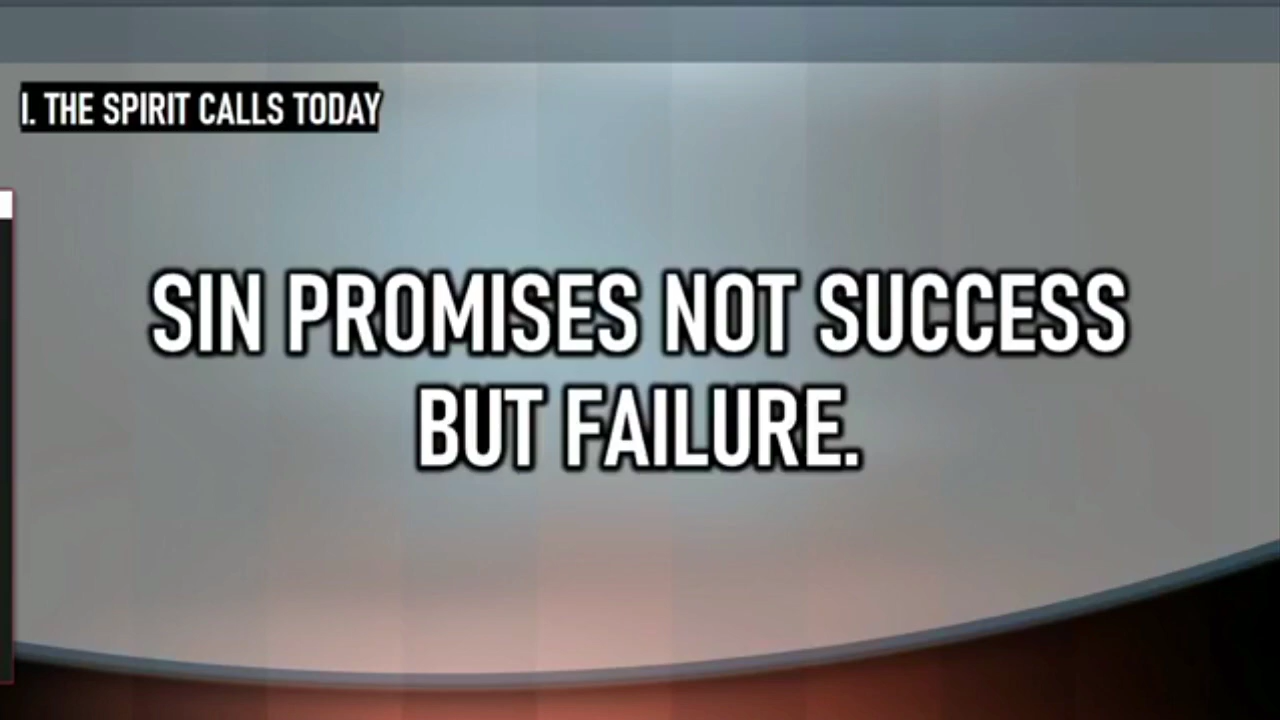 I. THE SPIRIT CALLS TODAY
SIN PROMISES NOT SUCCESS
BUT FAILURE.